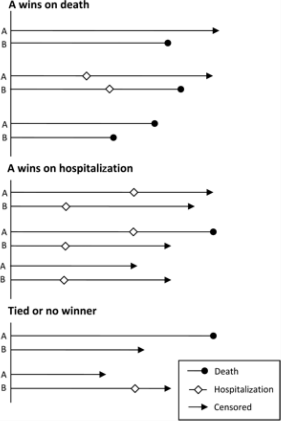 A wins on death
A
B
A
B
A
B
A wins on hospitalization
A
B
A
B
A
B
Tied or no winner
A
B
A
B
Death
Hospitalization
Censored